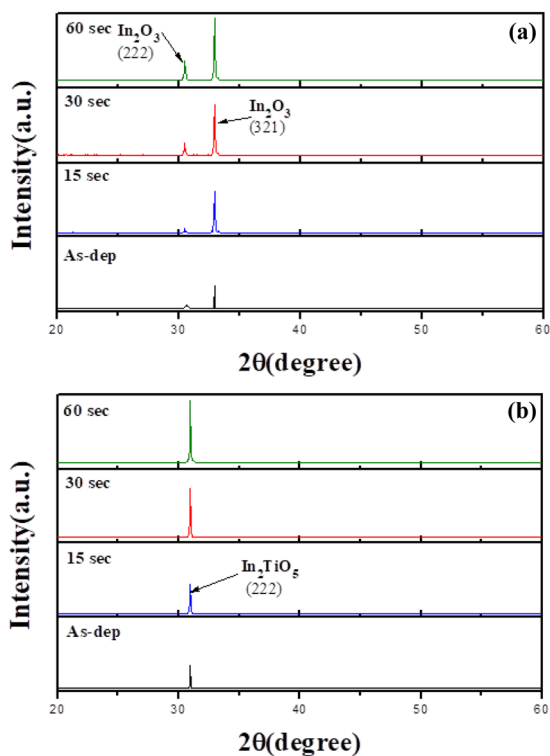 60 sec
In₂O₃
(222)
(a)
30 sec
In₂O₃
(321)
15 sec
As-dep
Intensity(a.u.)
20 30 40 50 60
2θ(degree)
60 sec
(b)
30 sec
15 sec
In₂TiO₅
(222)
As-dep
Intensity(a.u.)
20 30 40 50 60
2θ(degree)